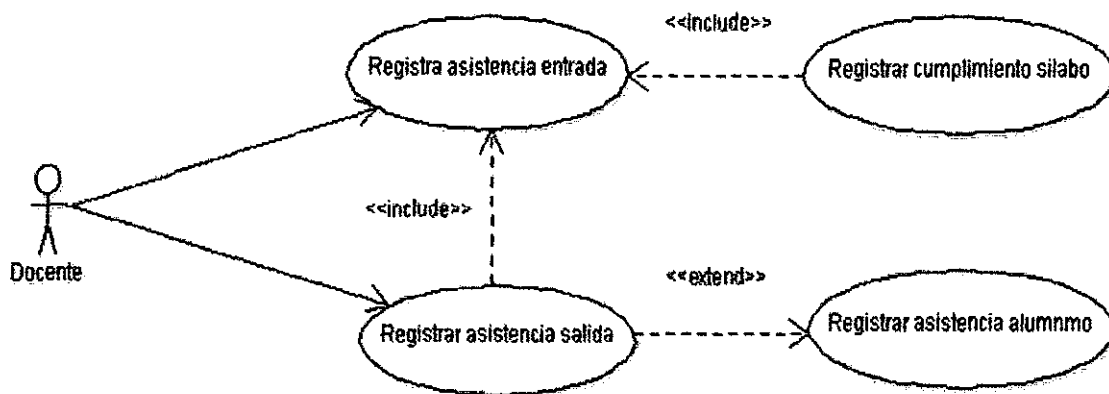 <<include>>
Registra asistencia entrada
Registrar cumplimiento silabo
<<include>>
Docente
<<extend>>
Registrar asistencia salida
Registrar asistencia alumnmo